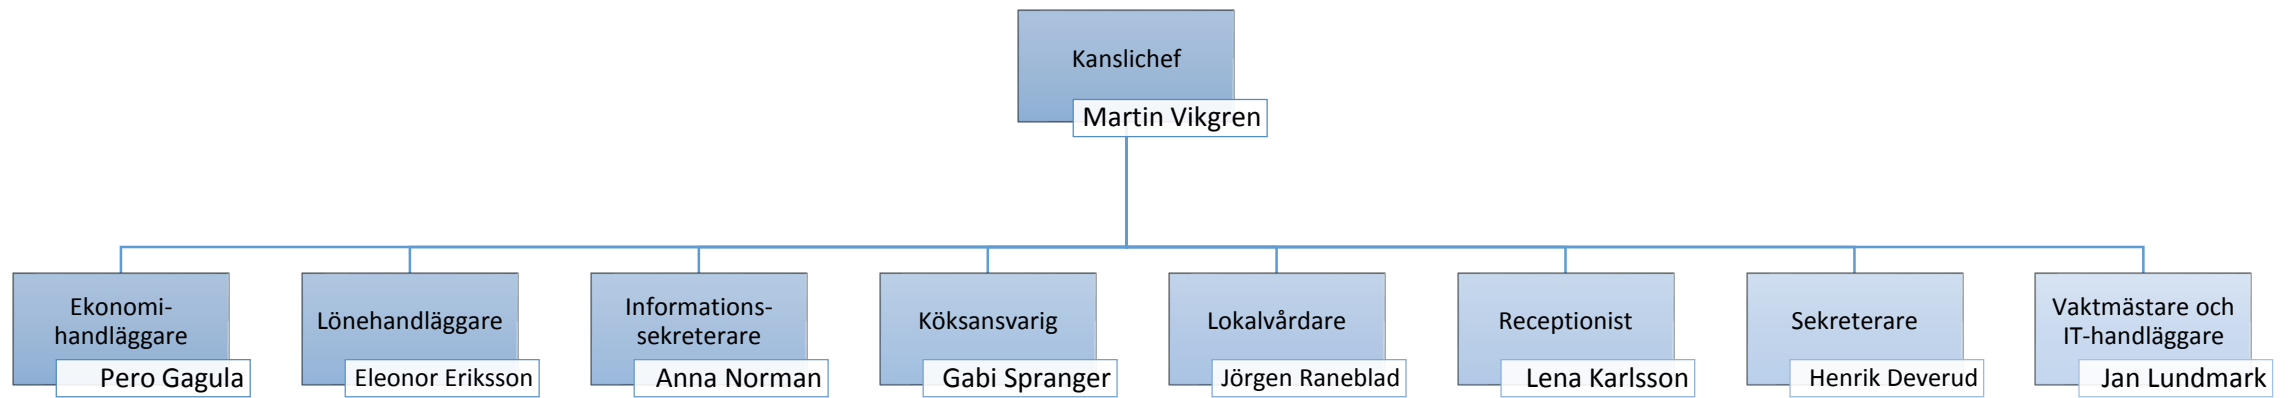 Kanslichef
Martin Vikgren
Ekonomi-
handläggare
Pero Gagula
Lönehandläggare
Eleonor Eriksson
Informations-
sekreterare
Anna Norman
Köksansvarig
Gabi Spranger
Lokalvårdare
Jörgen Raneblad
Receptionist
Lena Karlsson
Sekreterare
Henrik Deverud
Vaktmästare och
IT-handläggare
Jan Lundmark